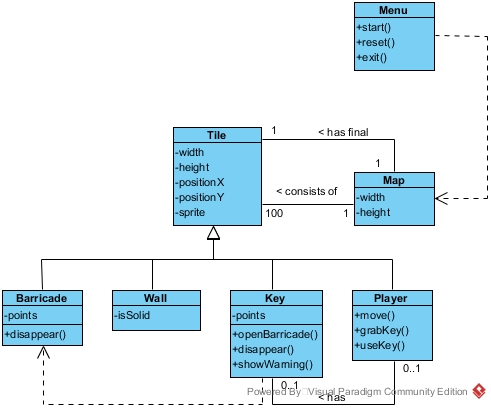 Menu
+start()
+reset()
+exit()
Tile
-width
-height
-positionX
-positionY
-sprite
1
< has final
1
< consists of
100
1
Map
-width
-height
Barricade
-points
+disappear()
Wall
-isSolid
Key
-points
+openBarricade()
+disappear()
+showWarning()
Player
+move()
+grabKey()
+useKey()
0..1
0..1
< has
Powered By Visual Paradigm Community Edition